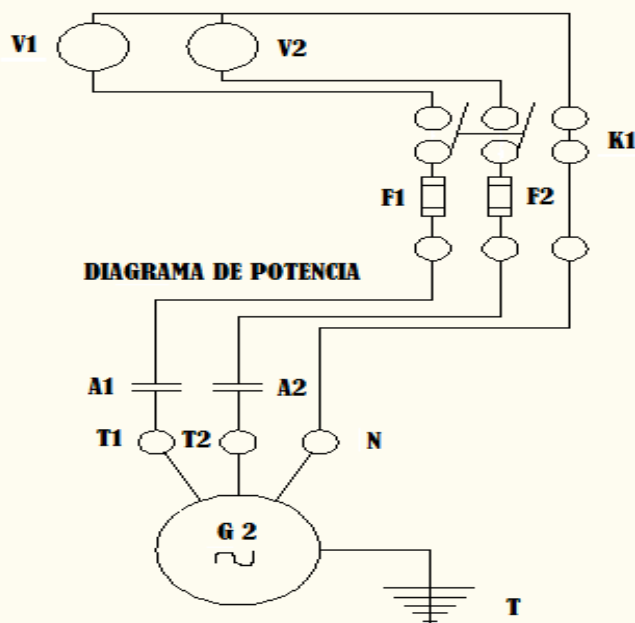 V1
V2
K1
F1
F2
DIAGRAMA DE POTENCIA
A1
A2
T1
T2
N
G 2
T